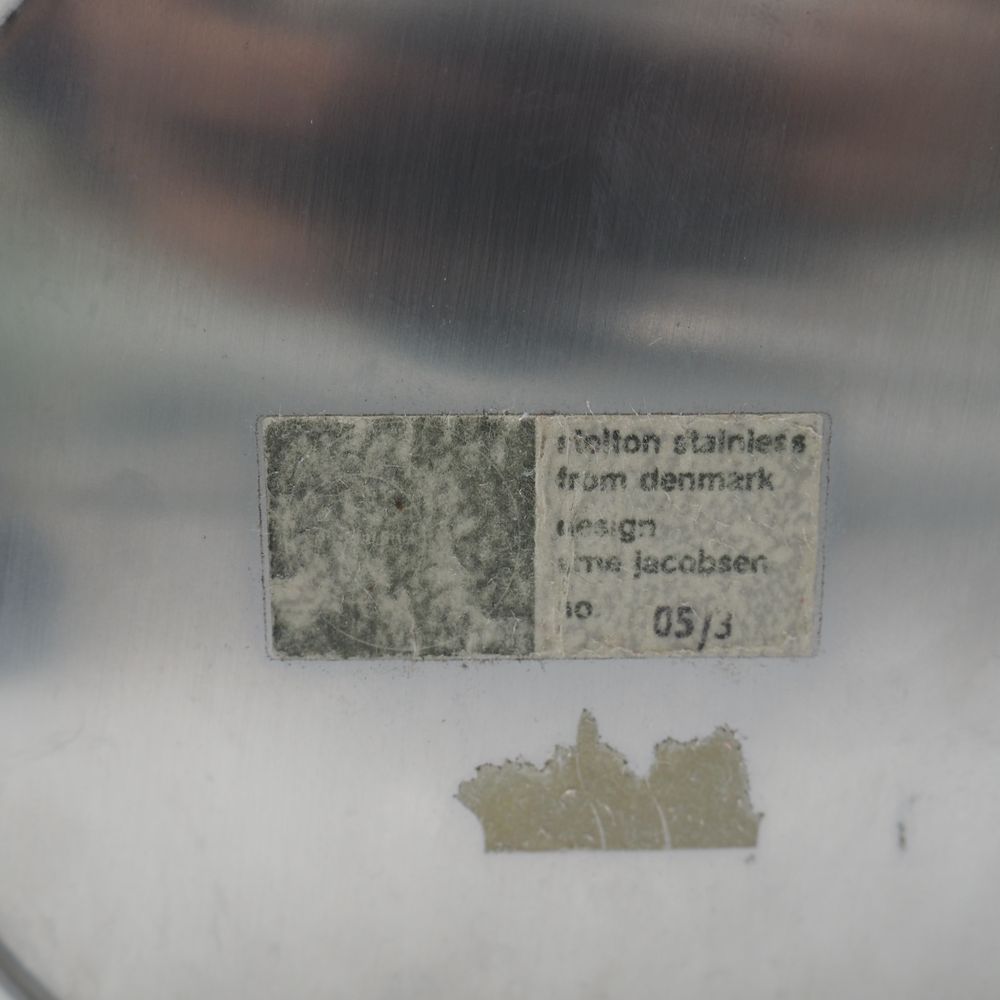 stelton stainless
from denmark
design
arne jacobsen
no 05/3